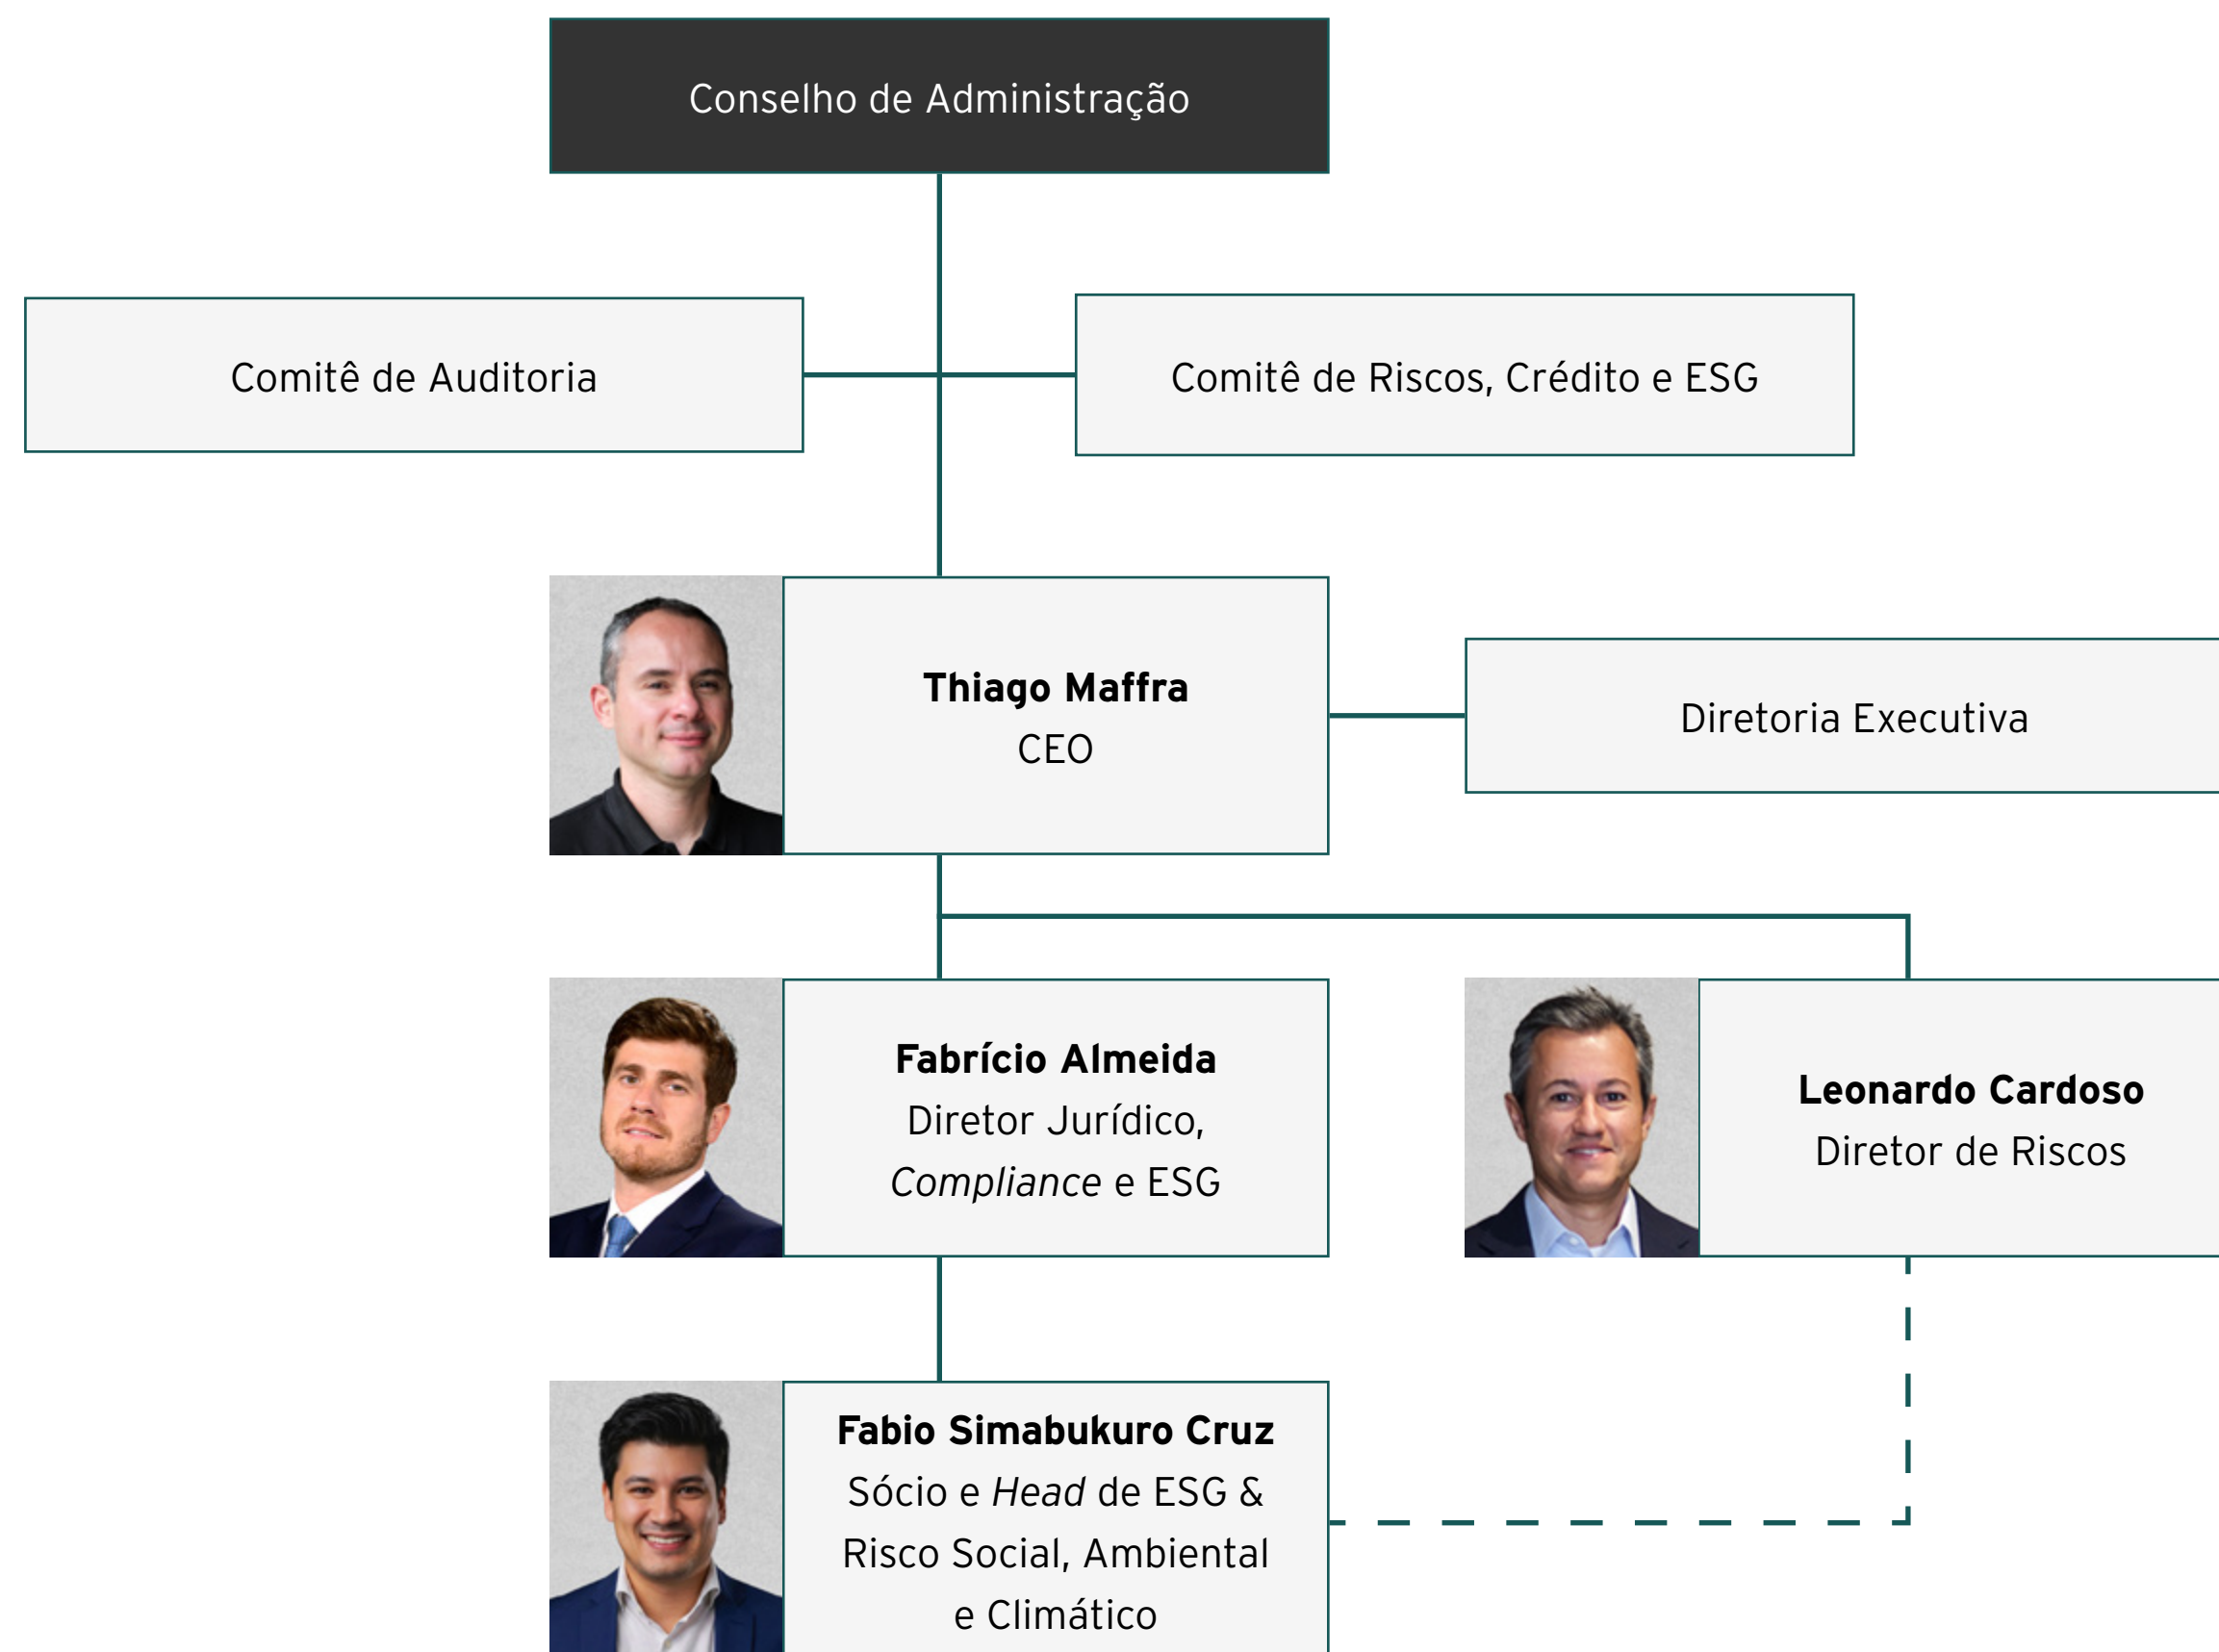 Conselho de Administração
Comitê de Auditoria
Comitê de Riscos, Crédito e ESG
Thiago Maffra
CEO
Diretoria Executiva
Fabrício Almeida
Diretor Jurídico,
Compliance e ESG
Leonardo Cardoso
Diretor de Riscos
Fabio Simabukuro Cruz
Sócio e Head de ESG &
Risco Social, Ambiental
e Climático